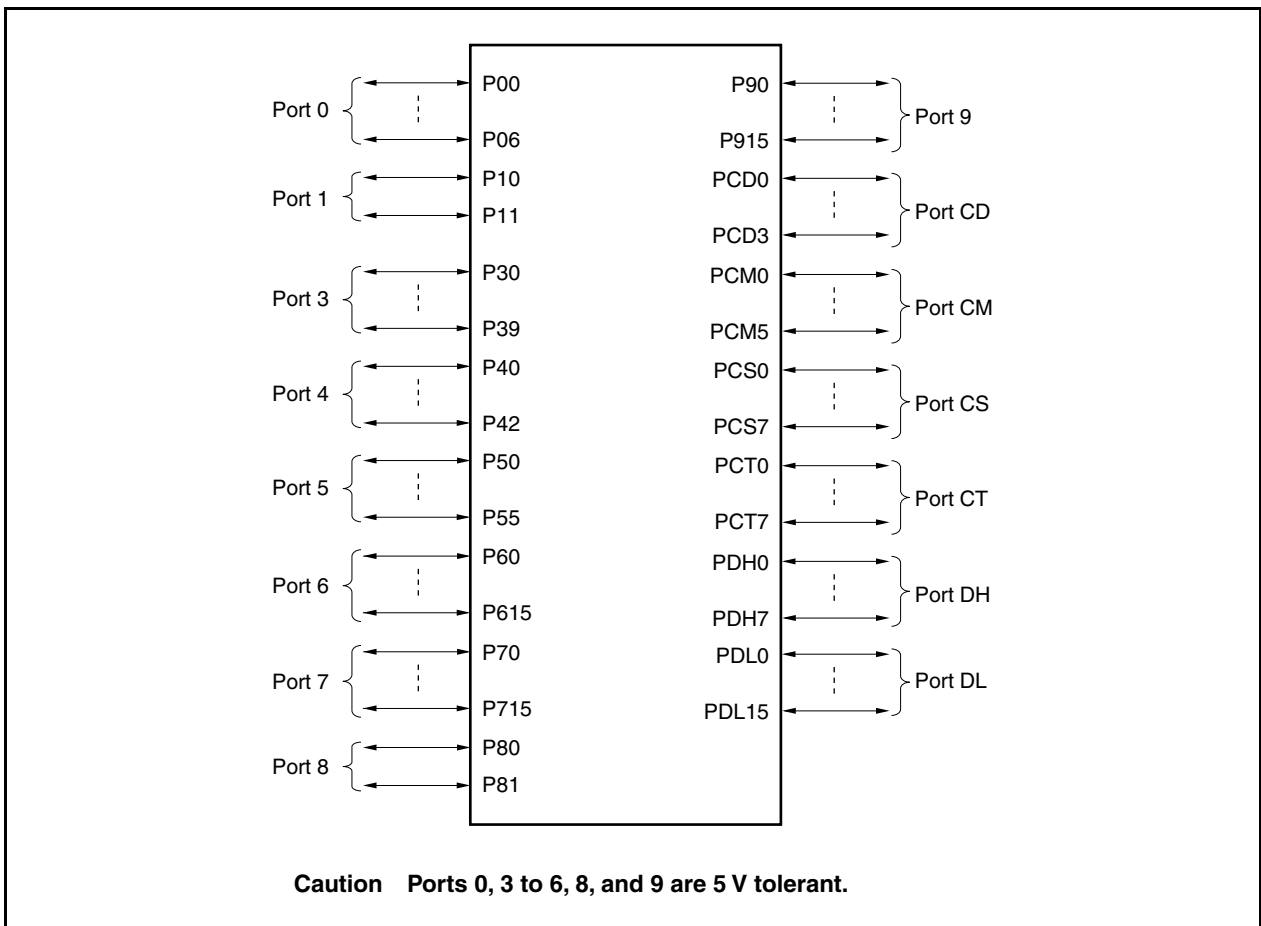 Port 0
P00
P06
Port 1
P10
P11
Port 3
P30
P39
Port 4
P40
P42
Port 5
P50
P55
Port 6
P60
P615
Port 7
P70
P715
Port 8
P80
P81
P90
P915
Port 9
PCD0
PCD3
Port CD
PCM0
PCM5
Port CM
PCS0
PCS7
Port CS
PCT0
PCT7
Port CT
PDH0
PDH7
Port DH
PDL0
PDL15
Port DL
Caution Ports 0, 3 to 6, 8, and 9 are 5 V tolerant.